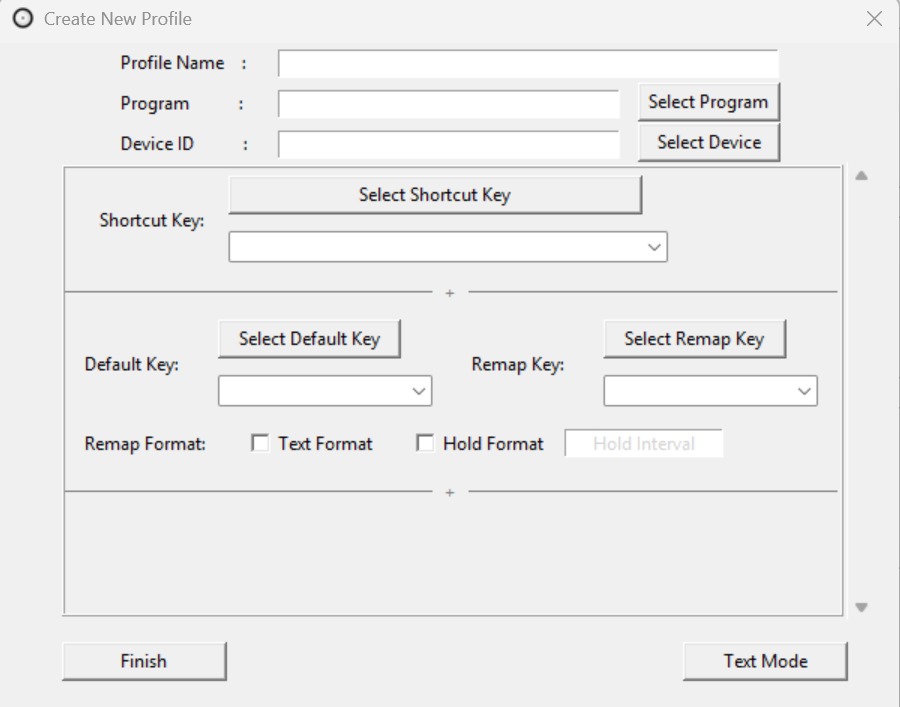 Create New Profile
Profile Name :
Program : Select Program
Device ID : Select Device
Select Shortcut Key
Shortcut Key:
+
Select Default Key Select Remap Key
Default Key: Remap Key:
Remap Format: Text Format Hold Format Hold Interval
+
Finish Text Mode